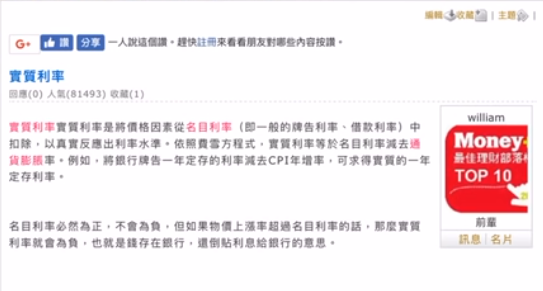 編輯 收藏 | 主題 |
G+ 讚 分享 一人說這個讚。趕快註冊來看看朋友對哪些內容按讚。
實質利率
回應(0) 人氣(81493) 收藏(1)
實質利率實質利率是將價格因素從名目利率（即一般的牌告利率、借款利率）中
扣除，以真實反應出利率水準。依照費雪方程式，實質利率等於名目利率減去通
貨膨脹率。例如，將銀行牌告一年定存的利率減去CPI年增率，可求得實質的一年
定存利率。
名目利率必然為正，不會為負，但如果物價上漲率超過名目利率的話，那麼實質
利率就會為負，也就是錢存在銀行，還倒貼利息給銀行的意思。
william
Money
最佳理財部落
TOP 10
前輩
訊息 | 名片